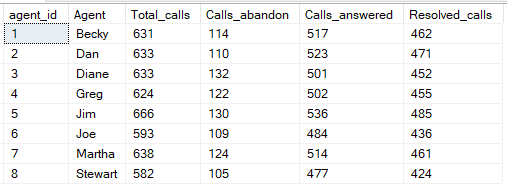 agent_id Agent Total_calls Calls_abandon Calls_answered Resolved_calls
1 Becky 631 114 517 462
2 Dan 633 110 523 471
3 Diane 633 132 501 452
4 Greg 624 122 502 455
5 Jim 666 130 536 485
6 Joe 593 109 484 436
7 Martha 638 124 514 461
8 Stewart 582 105 477 424